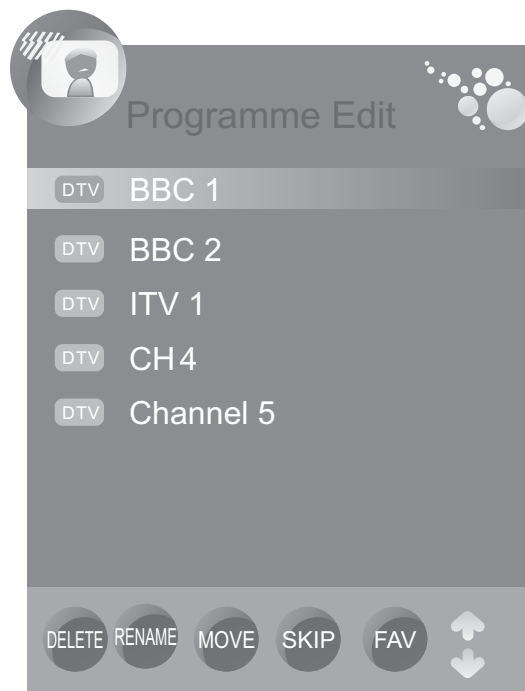 Programme Edit
DTV BBC 1
DTV BBC 2
DTV ITV 1
DTV CH 4
DTV Channel 5
DELETE RENAME MOVE SKIP FAV